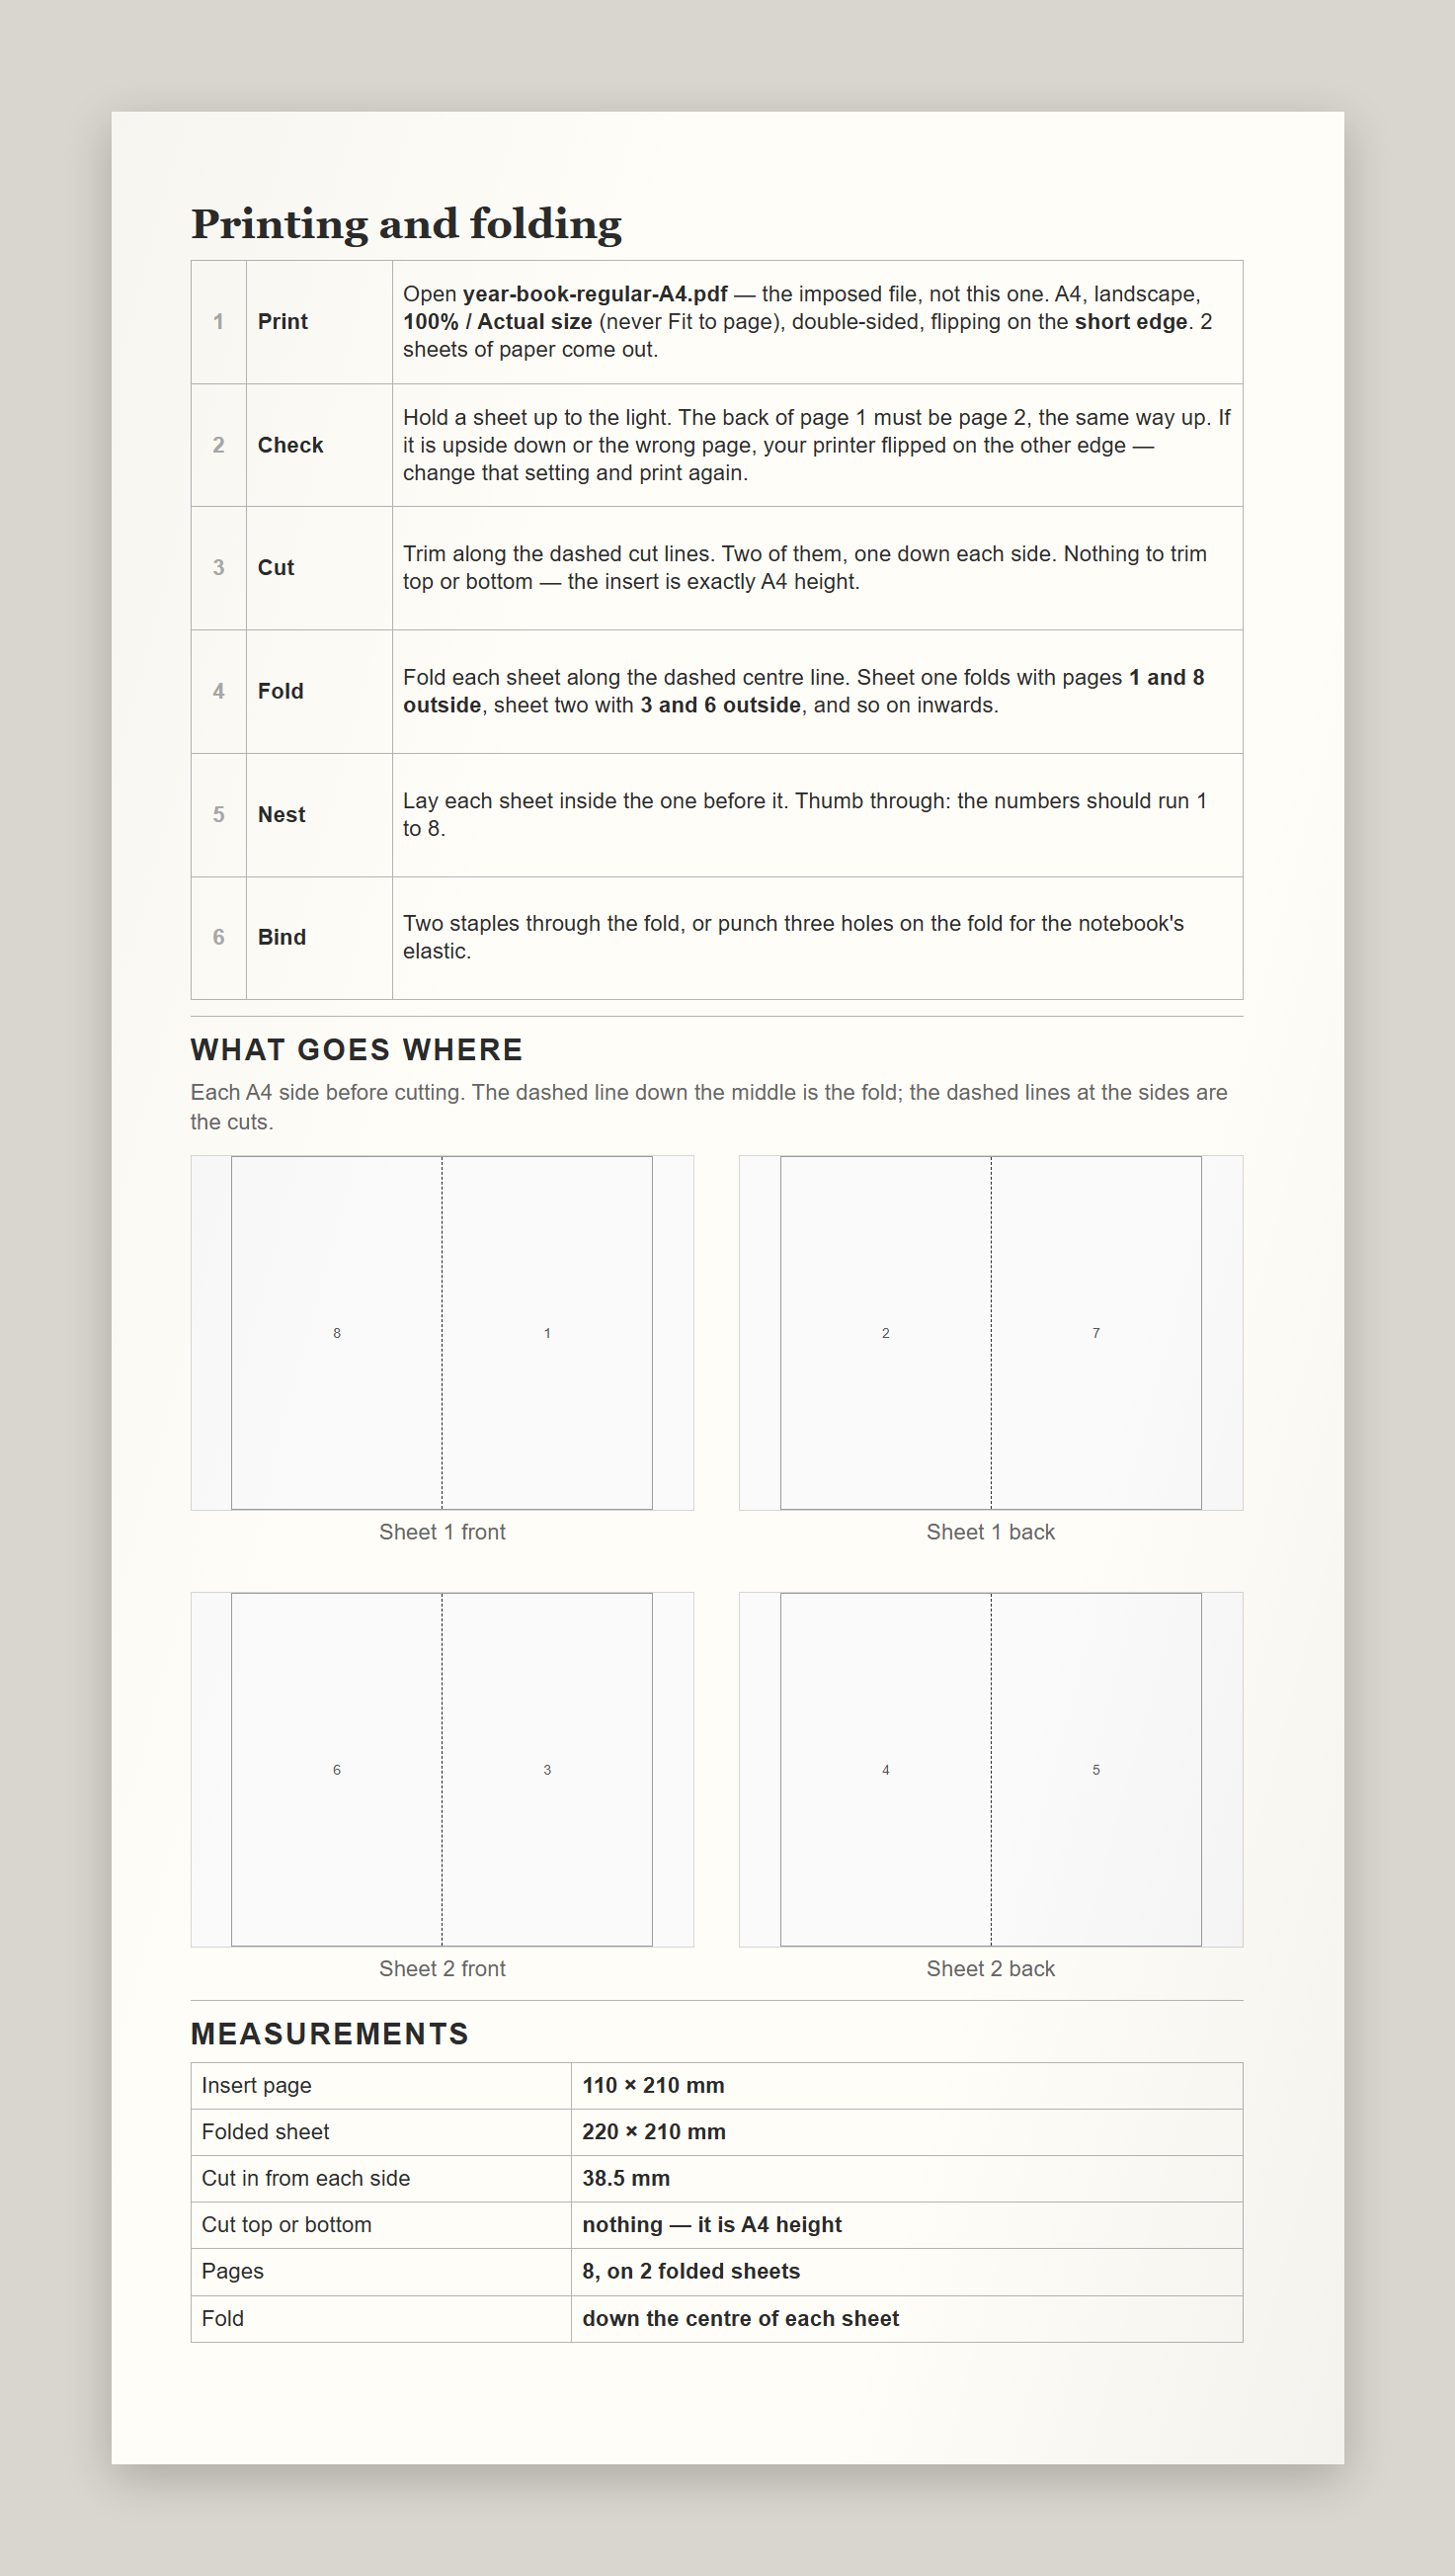 Printing and folding
1 Print Open year-book-regular-A4.pdf — the imposed file, not this one. A4, landscape,
100% / Actual size (never Fit to page), double-sided, flipping on the short edge. 2
sheets of paper come out.
2 Check Hold a sheet up to the light. The back of page 1 must be page 2, the same way up. If
it is upside down or the wrong page, your printer flipped on the other edge —
change that setting and print again.
3 Cut Trim along the dashed cut lines. Two of them, one down each side. Nothing to trim
top or bottom — the insert is exactly A4 height.
4 Fold Fold each sheet along the dashed centre line. Sheet one folds with pages 1 and 8
outside, sheet two with 3 and 6 outside, and so on inwards.
5 Nest Lay each sheet inside the one before it. Thumb through: the numbers should run 1
to 8.
6 Bind Two staples through the fold, or punch three holes on the fold for the notebook's
elastic.
WHAT GOES WHERE
Each A4 side before cutting. The dashed line down the middle is the fold; the dashed lines at the sides are
the cuts.
8 1 2 7
Sheet 1 front Sheet 1 back
6 3 4 5
Sheet 2 front Sheet 2 back
MEASUREMENTS
Insert page 110 × 210 mm
Folded sheet 220 × 210 mm
Cut in from each side 38.5 mm
Cut top or bottom nothing — it is A4 height
Pages 8, on 2 folded sheets
Fold down the centre of each sheet